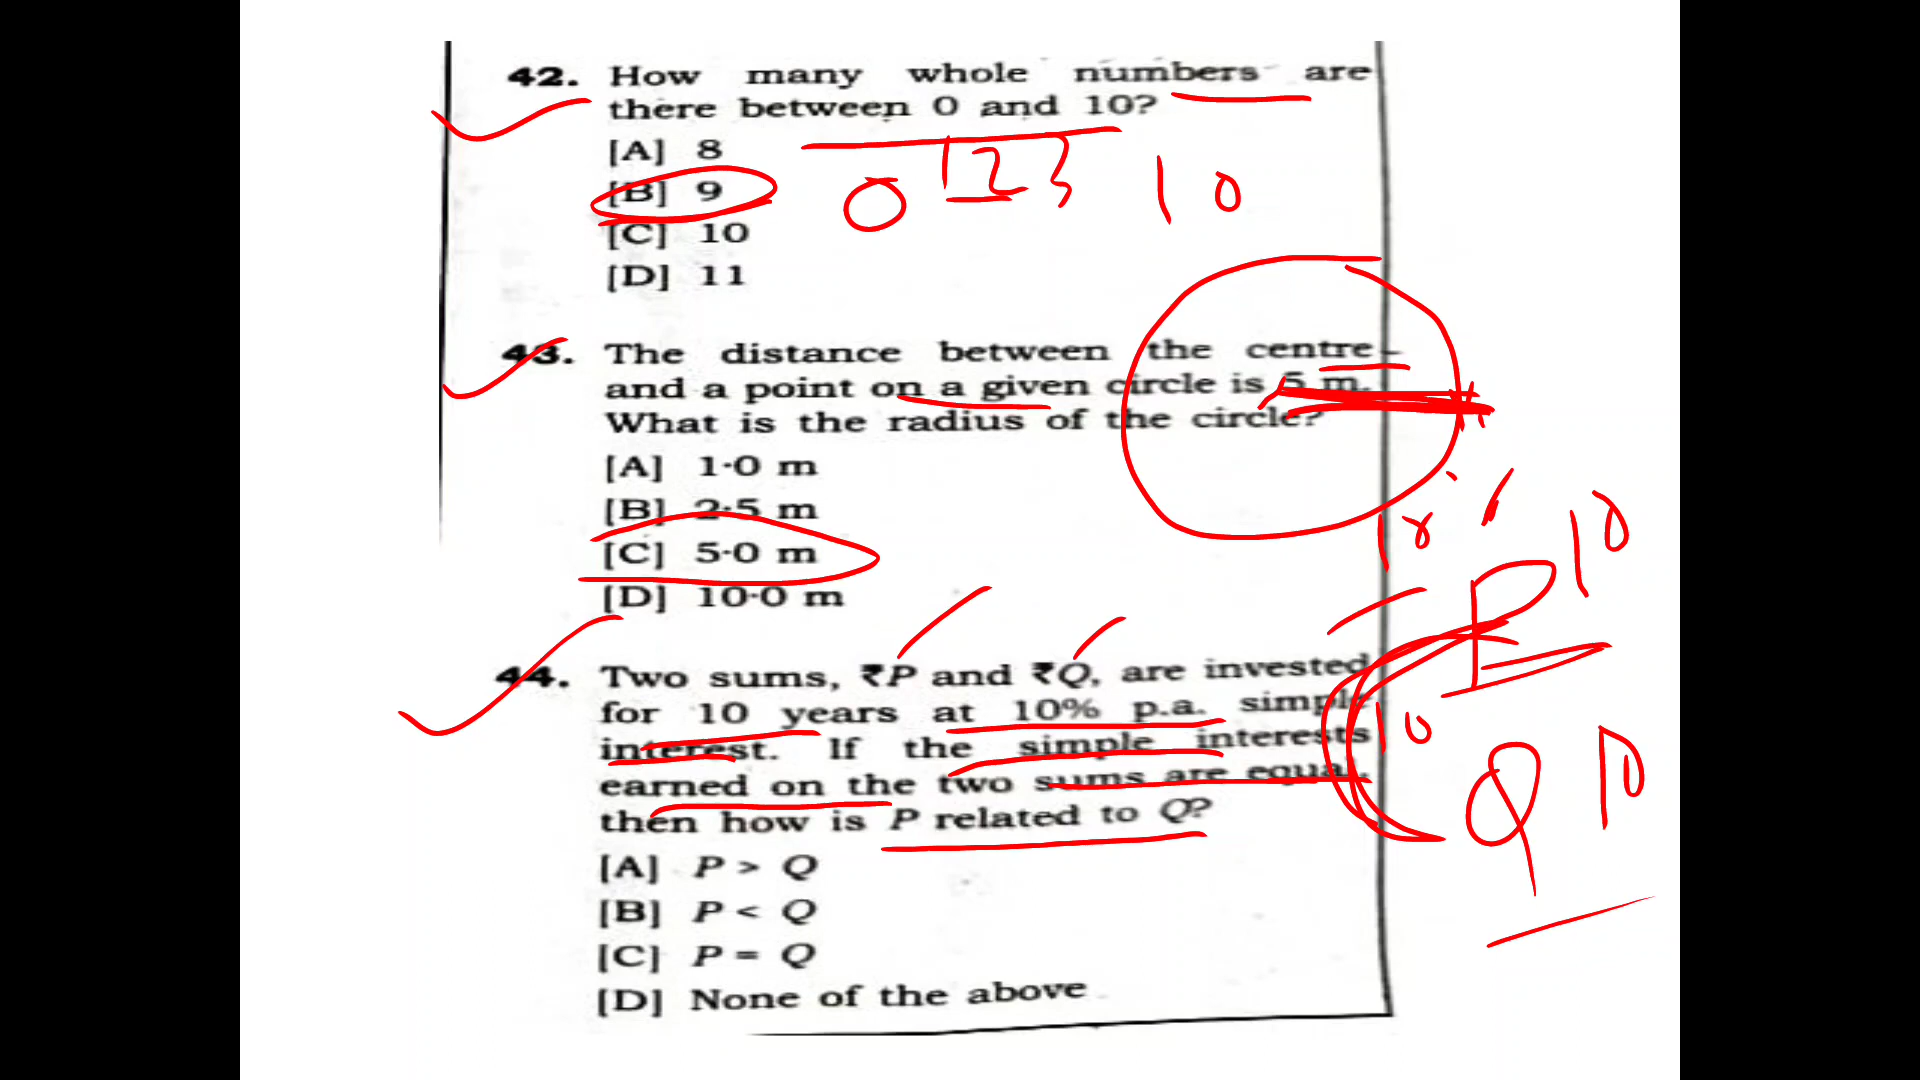 42. How many whole numbers are
there between 0 and 10?
[A] 8
[B] 9
0 1 2 3 10
[C] 10
[D] 11
43. The distance between the centre
and a point on a given circle is 5 m.
What is the radius of the circle?
[A] 1·0 m
[B] 2·5 m
[C] 5·0 m
[D] 10·0 m
P 10
44. Two sums, ₹P and ₹Q, are invested
for 10 years at 10% p.a. simple
interest. If the simple interests
10
earned on the two sums are equal,
Q 10
then how is P related to Q?
[A] P > Q
[B] P < Q
[C] P = Q
[D] None of the above